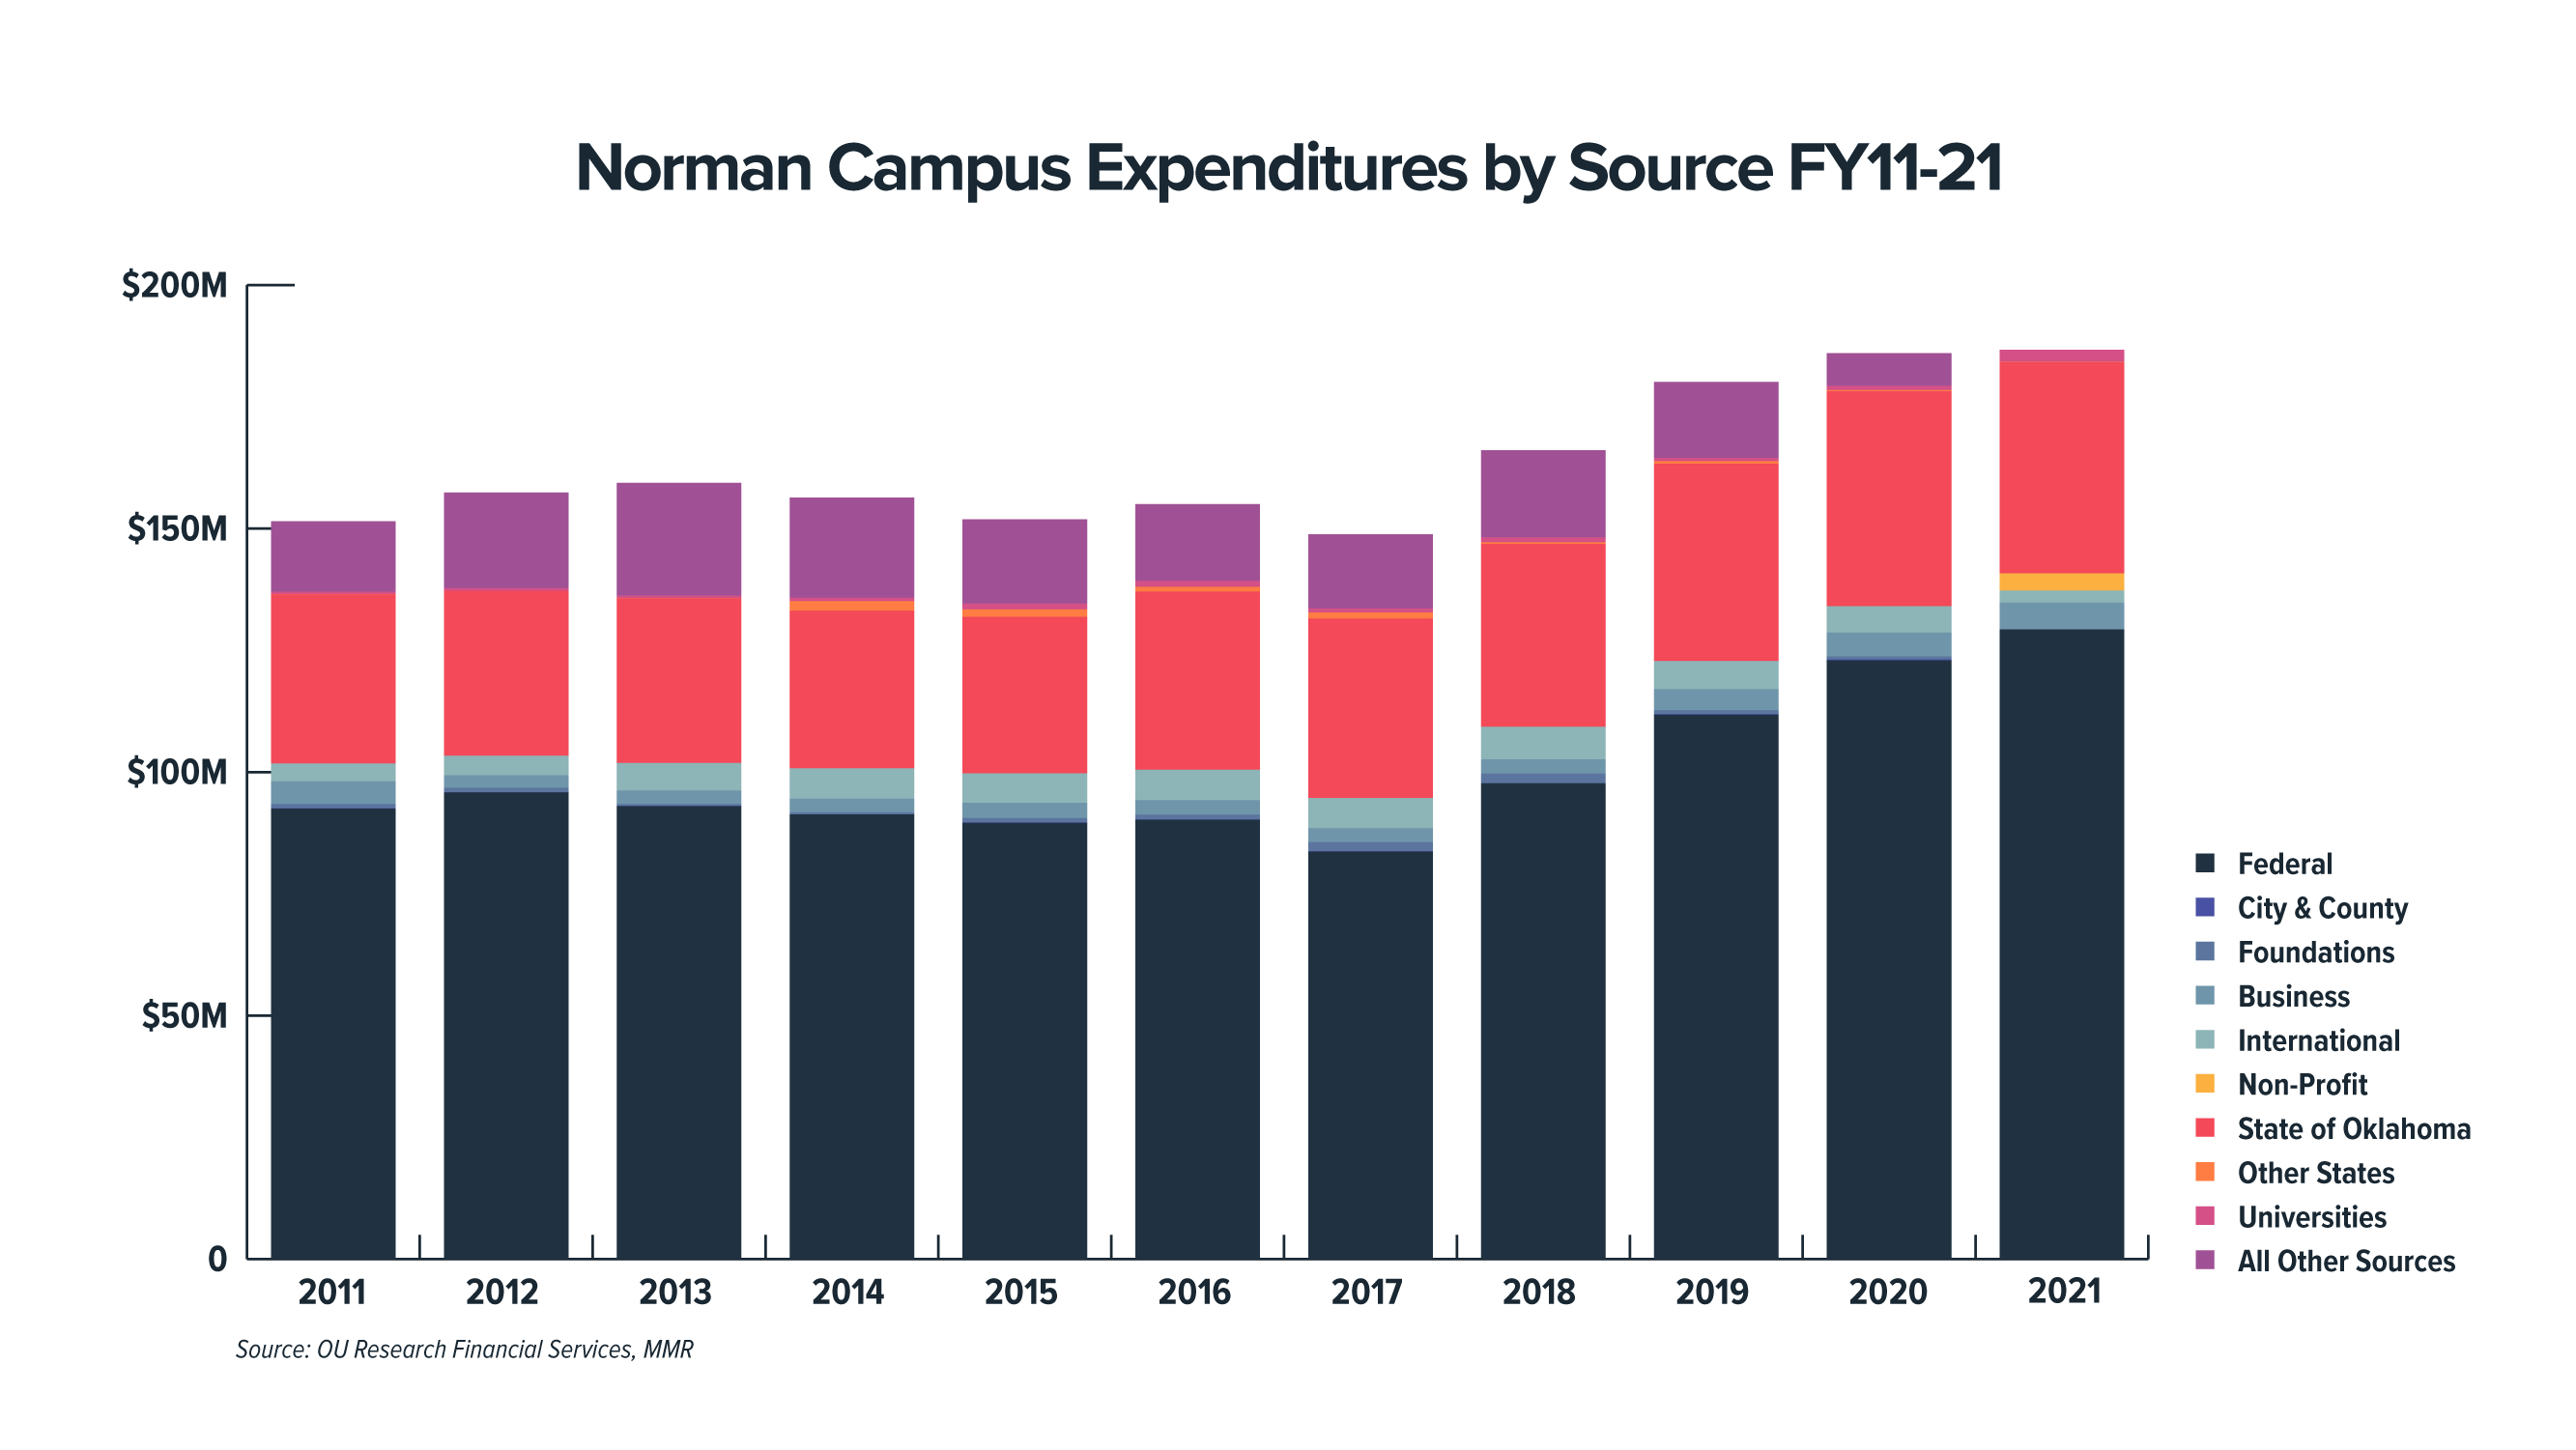 Norman Campus Expenditures by Source FY11-21
$200M
$150M
$100M
$50M
0
2011 2012 2013 2014 2015 2016 2017 2018 2019 2020 2021
Federal
City & County
Foundations
Business
International
Non-Profit
State of Oklahoma
Other States
Universities
All Other Sources
Source: OU Research Financial Services, MMR